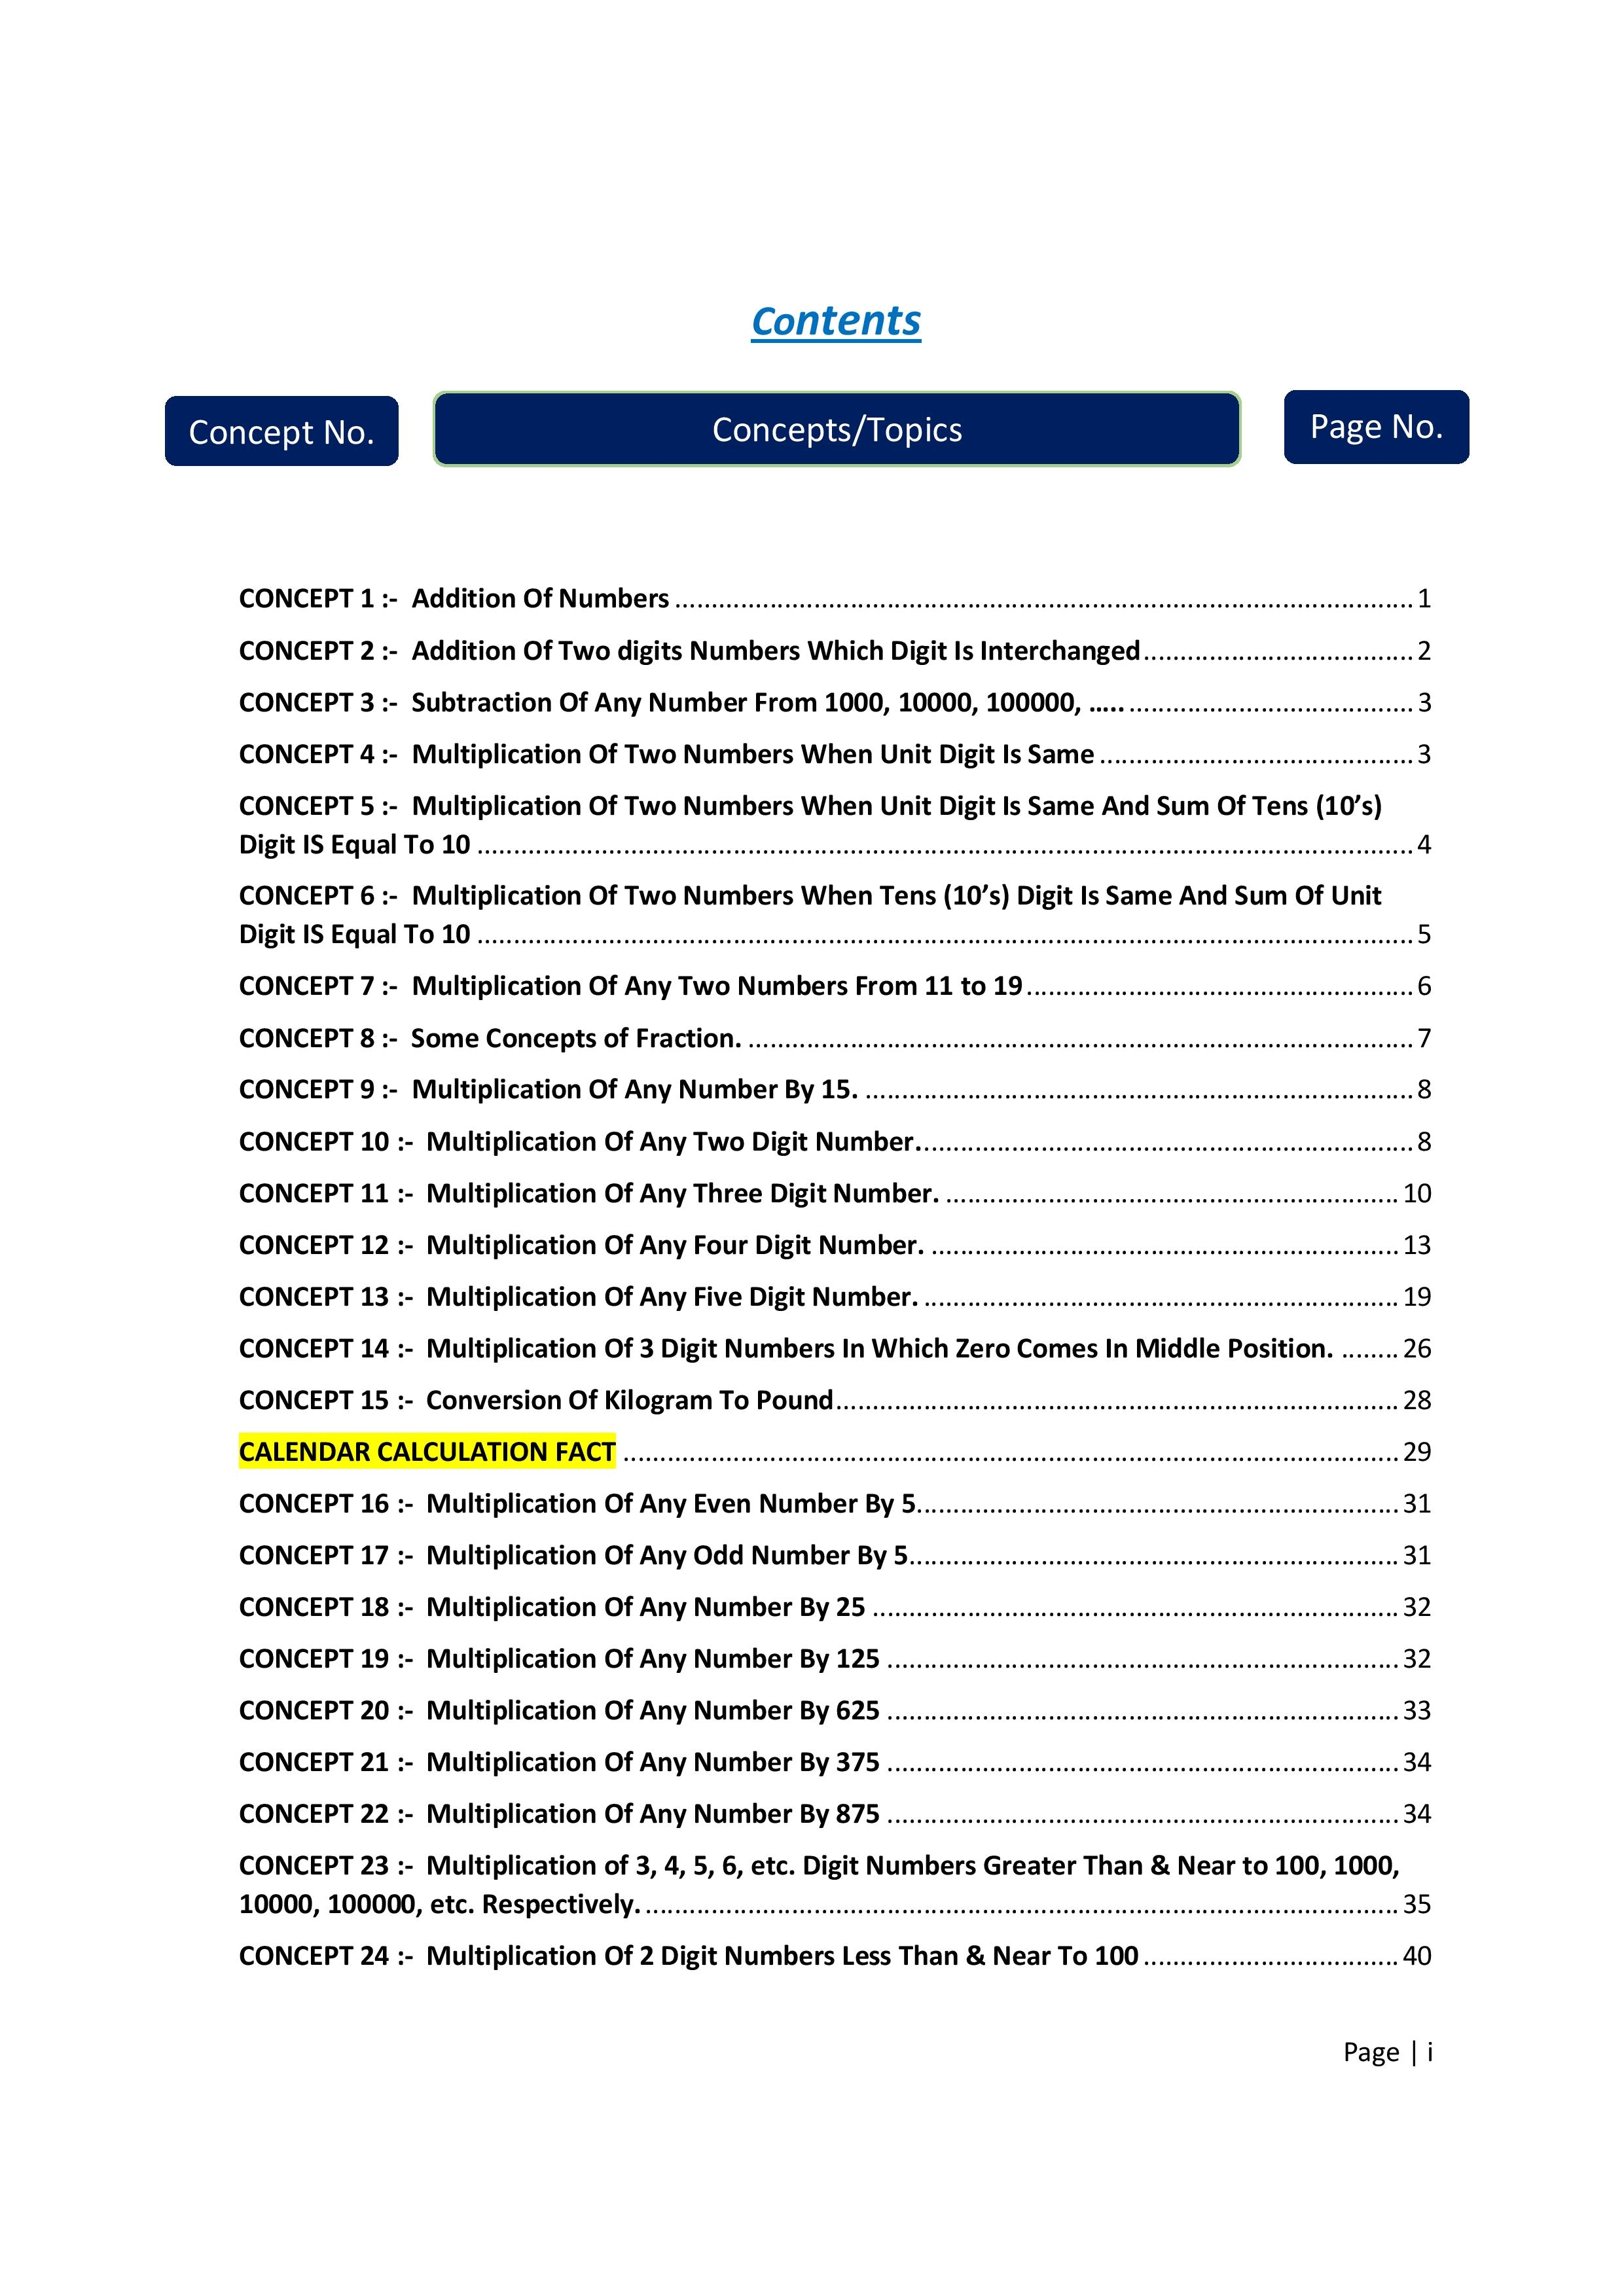 Contents
Concept No. Concepts/Topics Page No.
CONCEPT 1 :- Addition Of Numbers ........ 1
CONCEPT 2 :- Addition Of Two digits Numbers Which Digit Is Interchanged ........ 2
CONCEPT 3 :- Subtraction Of Any Number From 1000, 10000, 100000, ..... ........ 3
CONCEPT 4 :- Multiplication Of Two Numbers When Unit Digit Is Same ........ 3
CONCEPT 5 :- Multiplication Of Two Numbers When Unit Digit Is Same And Sum Of Tens (10’s)
Digit IS Equal To 10 ........ 4
CONCEPT 6 :- Multiplication Of Two Numbers When Tens (10’s) Digit Is Same And Sum Of Unit
Digit IS Equal To 10 ........ 5
CONCEPT 7 :- Multiplication Of Any Two Numbers From 11 to 19 ........ 6
CONCEPT 8 :- Some Concepts of Fraction. ........ 7
CONCEPT 9 :- Multiplication Of Any Number By 15. ........ 8
CONCEPT 10 :- Multiplication Of Any Two Digit Number. ........ 8
CONCEPT 11 :- Multiplication Of Any Three Digit Number. ........ 10
CONCEPT 12 :- Multiplication Of Any Four Digit Number. ........ 13
CONCEPT 13 :- Multiplication Of Any Five Digit Number. ........ 19
CONCEPT 14 :- Multiplication Of 3 Digit Numbers In Which Zero Comes In Middle Position. ........ 26
CONCEPT 15 :- Conversion Of Kilogram To Pound ........ 28
CALENDAR CALCULATION FACT ........ 29
CONCEPT 16 :- Multiplication Of Any Even Number By 5 ........ 31
CONCEPT 17 :- Multiplication Of Any Odd Number By 5 ........ 31
CONCEPT 18 :- Multiplication Of Any Number By 25 ........ 32
CONCEPT 19 :- Multiplication Of Any Number By 125 ........ 32
CONCEPT 20 :- Multiplication Of Any Number By 625 ........ 33
CONCEPT 21 :- Multiplication Of Any Number By 375 ........ 34
CONCEPT 22 :- Multiplication Of Any Number By 875 ........ 34
CONCEPT 23 :- Multiplication of 3, 4, 5, 6, etc. Digit Numbers Greater Than & Near to 100, 1000,
10000, 100000, etc. Respectively. ........ 35
CONCEPT 24 :- Multiplication Of 2 Digit Numbers Less Than & Near To 100 ........ 40
Page | i